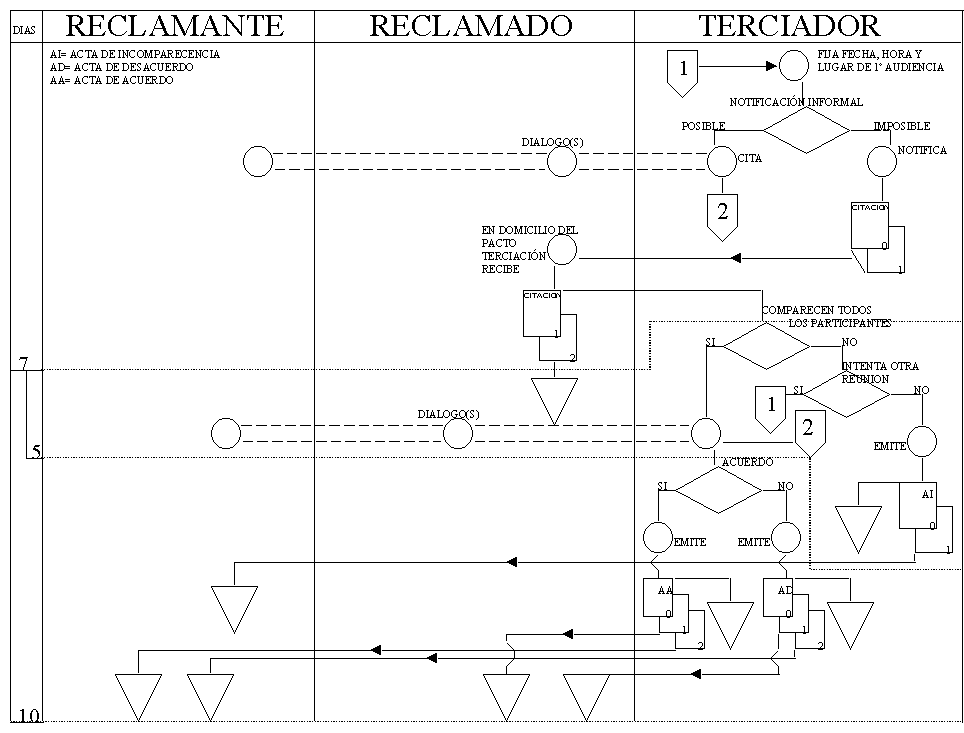 DIAS
RECLAMANTE
RECLAMADO
TERCIADOR
AI= ACTA DE INCOMPARECENCIA
AD= ACTA DE DESACUERDO
AA= ACTA DE ACUERDO
1
FIJA FECHA, HORA Y
LUGAR DE 1ª AUDIENCIA
NOTIFICACIÓN INFORMAL
POSIBLE
IMPOSIBLE
DIALOGO(S)
CITA
NOTIFICA
2
CITACION
0
1
EN DOMICILIO DEL
PACTO
TERCIACIÓN
RECIBE
CITACION
1
2
COMPARECEN TODOS
LOS PARTICIPANTES
SI
NO
7
INTENTA OTRA
REUNION
SI
NO
1
2
DIALOGO(S)
EMITE
5
ACUERDO
SI
NO
AI
0
1
EMITE
EMITE
AA
0
1
2
AD
0
1
2
10